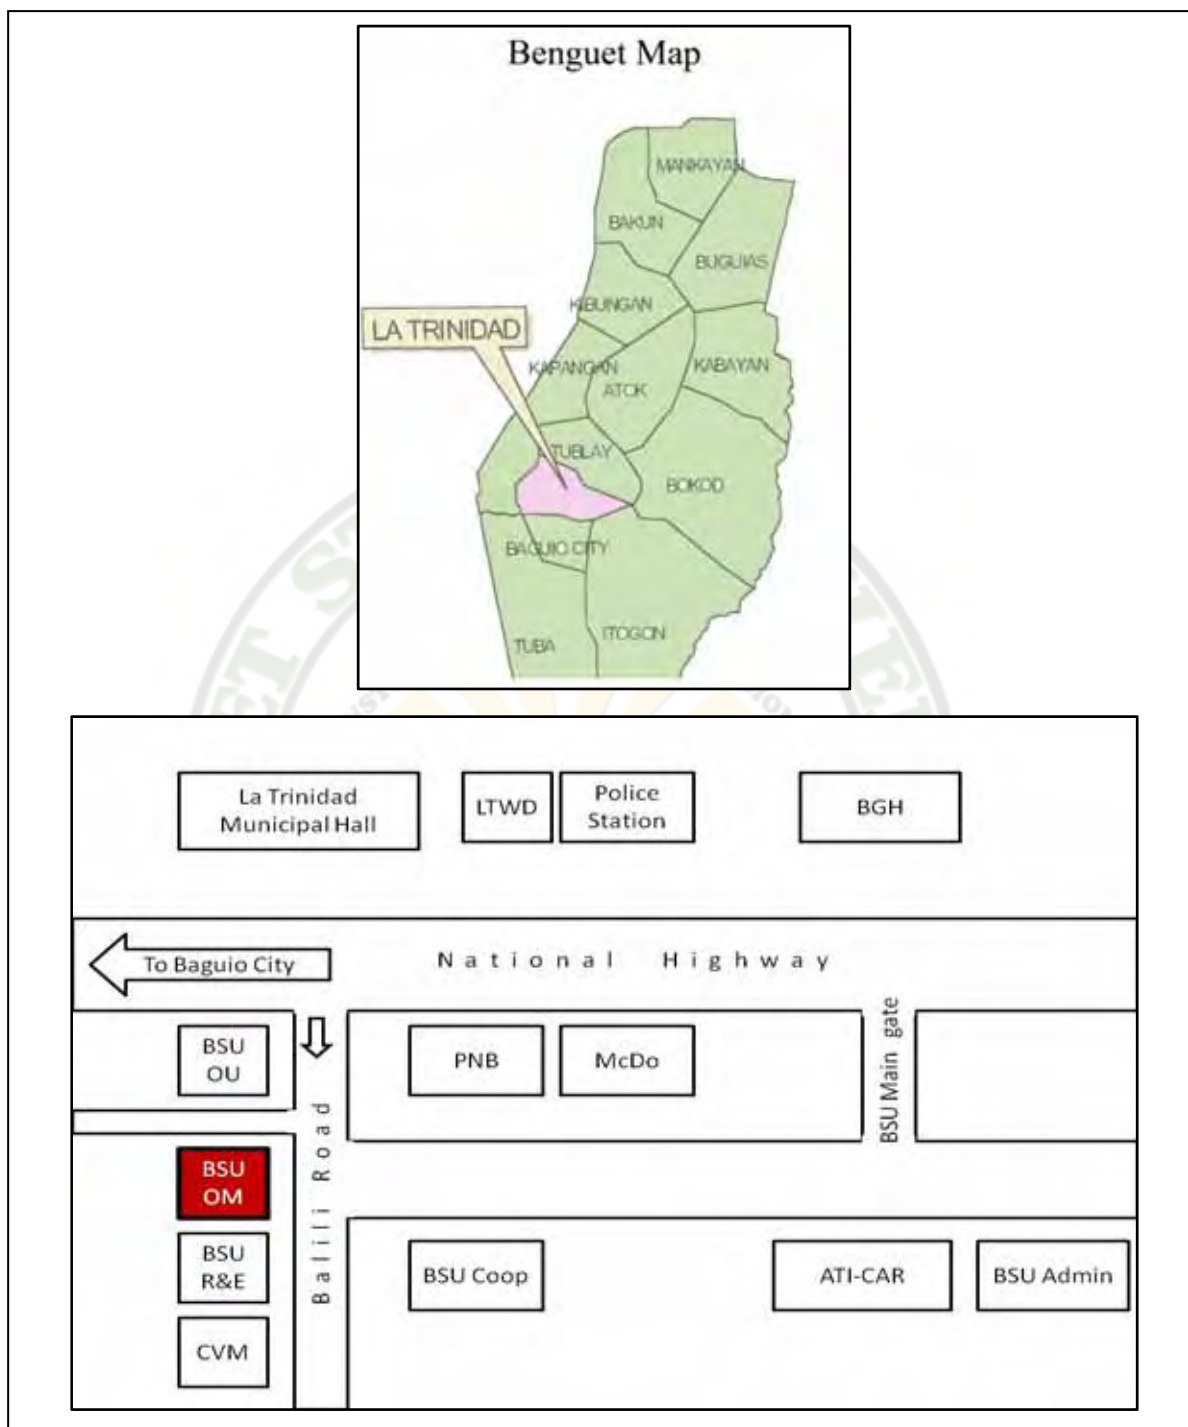 Benguet Map
MANKAYAN
BAKUN
BUGUIAS
KIBUNGAN
LA TRINIDAD
KAPANGAN
KABAYAN
ATOK
TUBLAY
BOKOD
BAGUIO CITY
TUBA
ITOGON
La Trinidad
Municipal Hall
LTWD
Police
Station
BGH
To Baguio City
National Highway
BSU
OU
PNB
McDo
BSU Main gate
Balili Road
BSU
OM
BSU
R&E
BSU Coop
ATI-CAR
BSU Admin
CVM